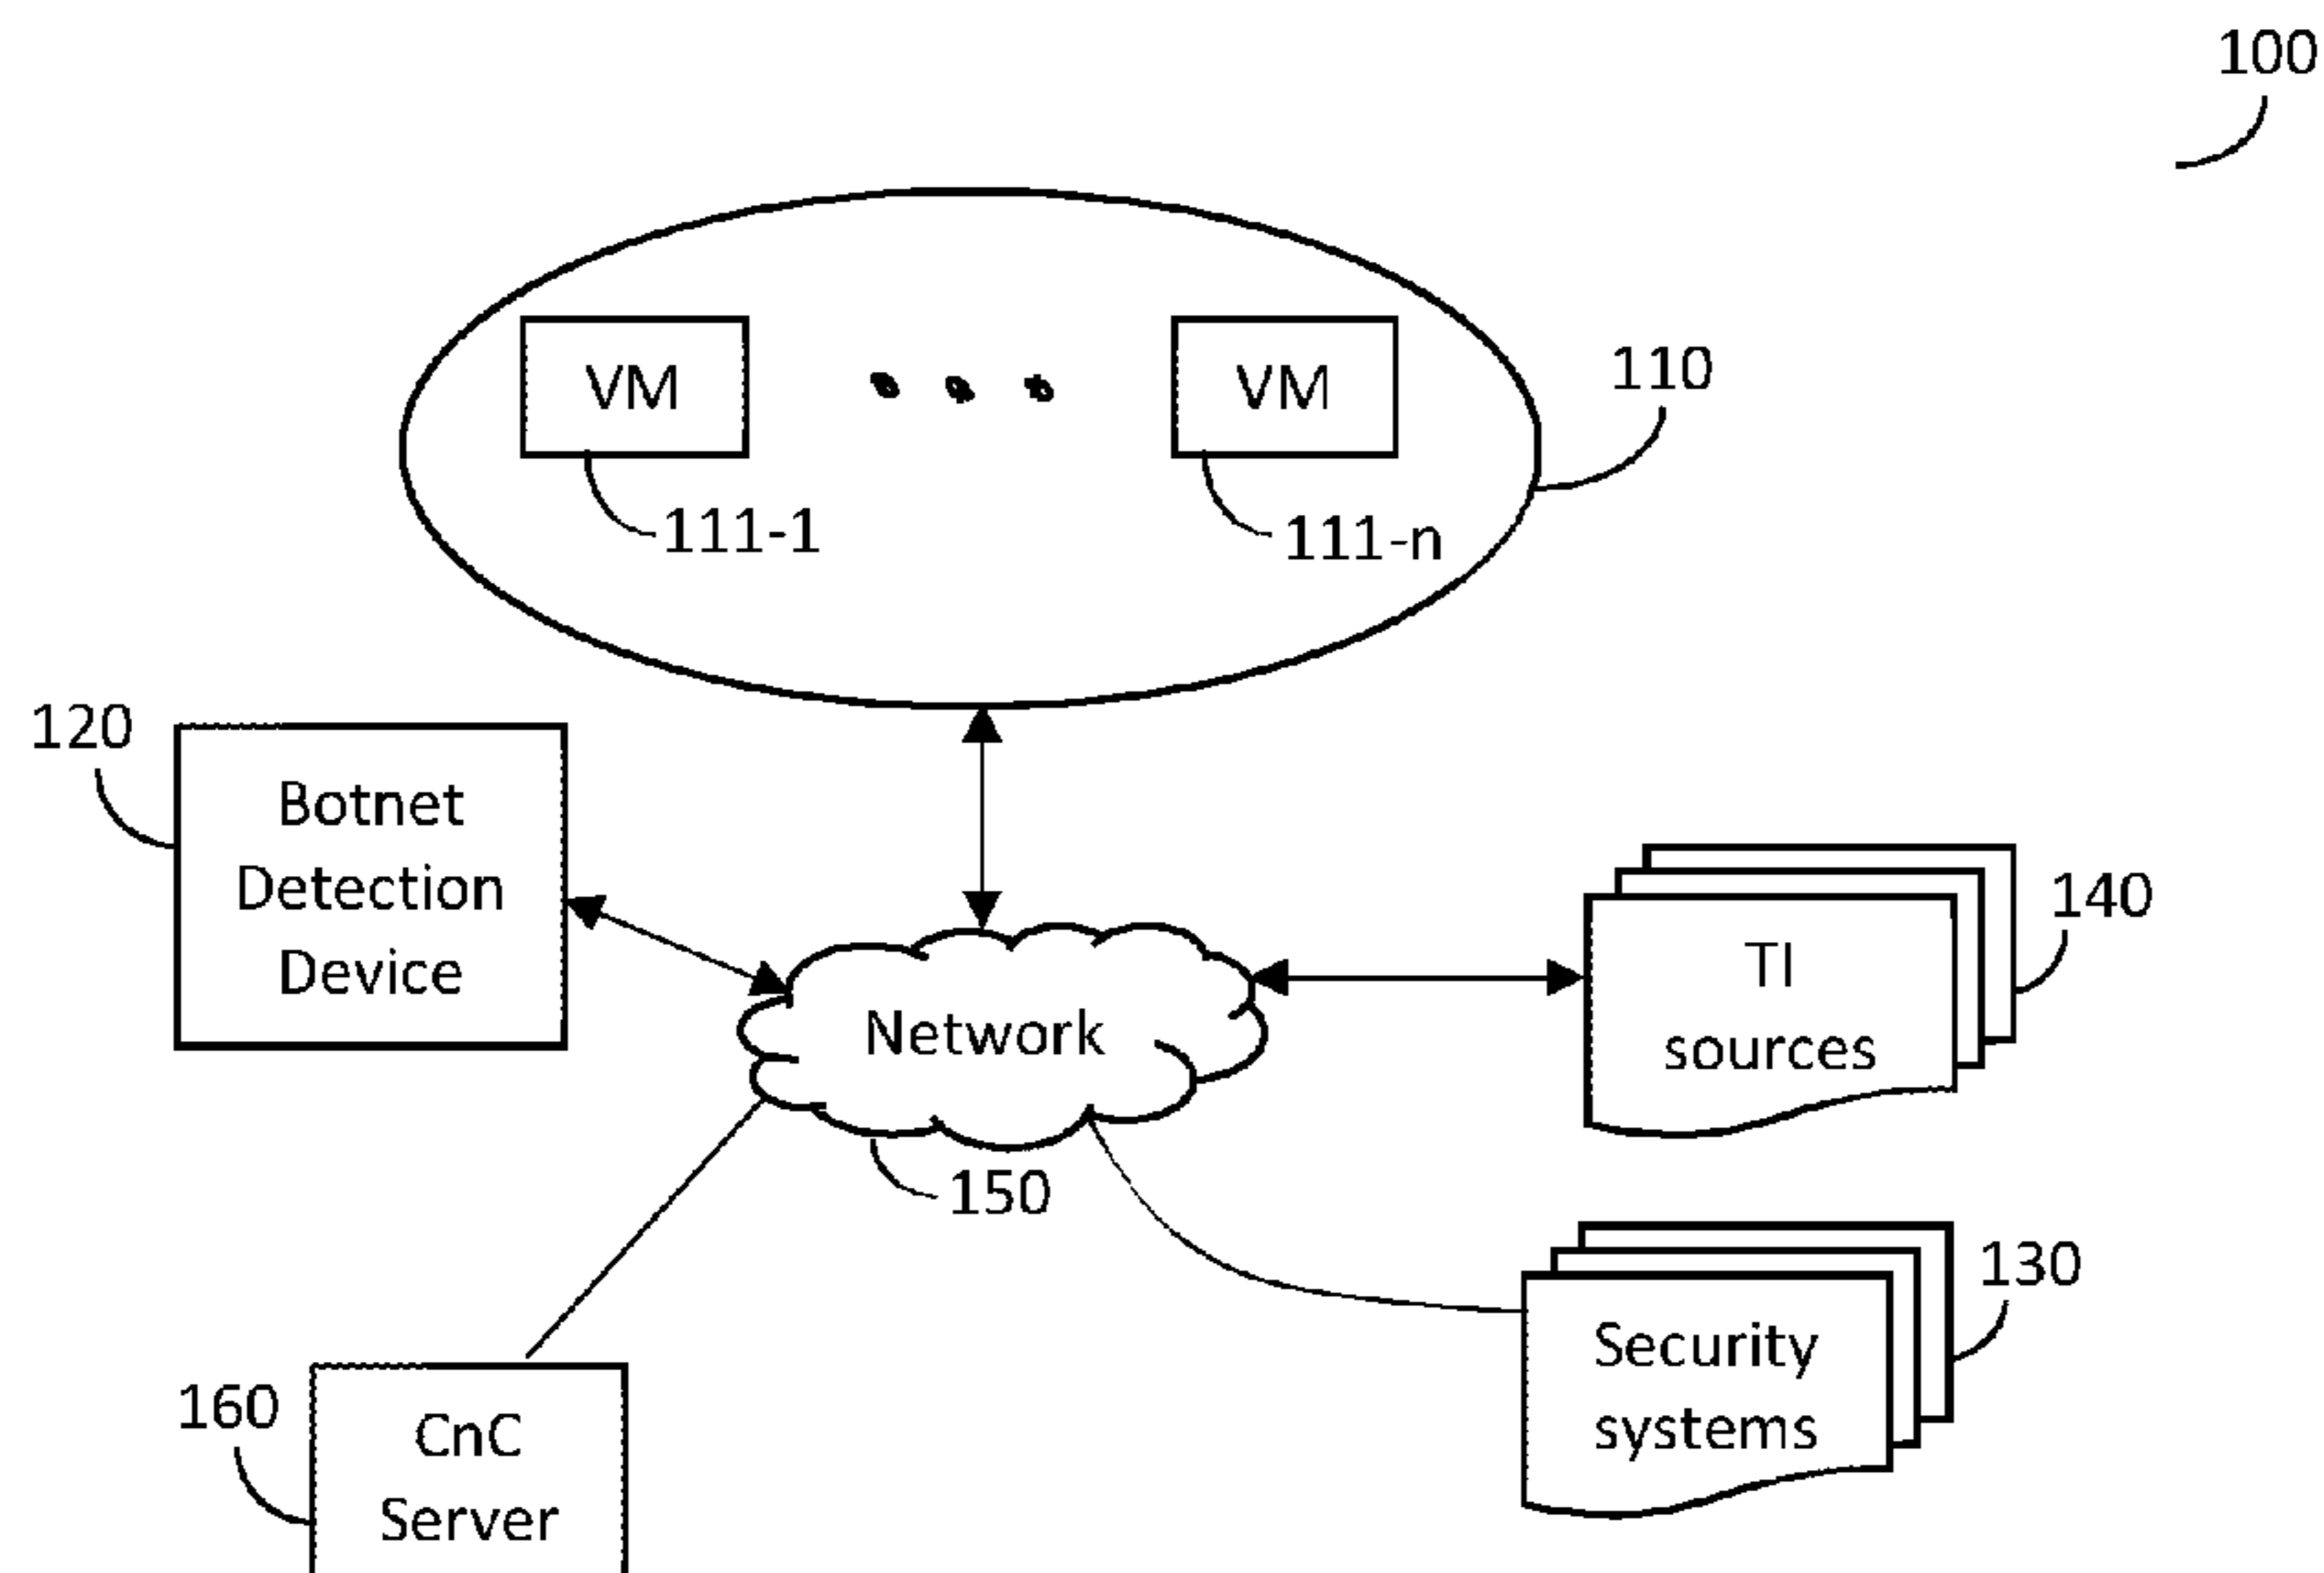 100
VM
VM
110
111-1
111-n
120
Botnet
Detection
Device
140
TI
sources
Network
150
130
Security
systems
160
CnC
Server